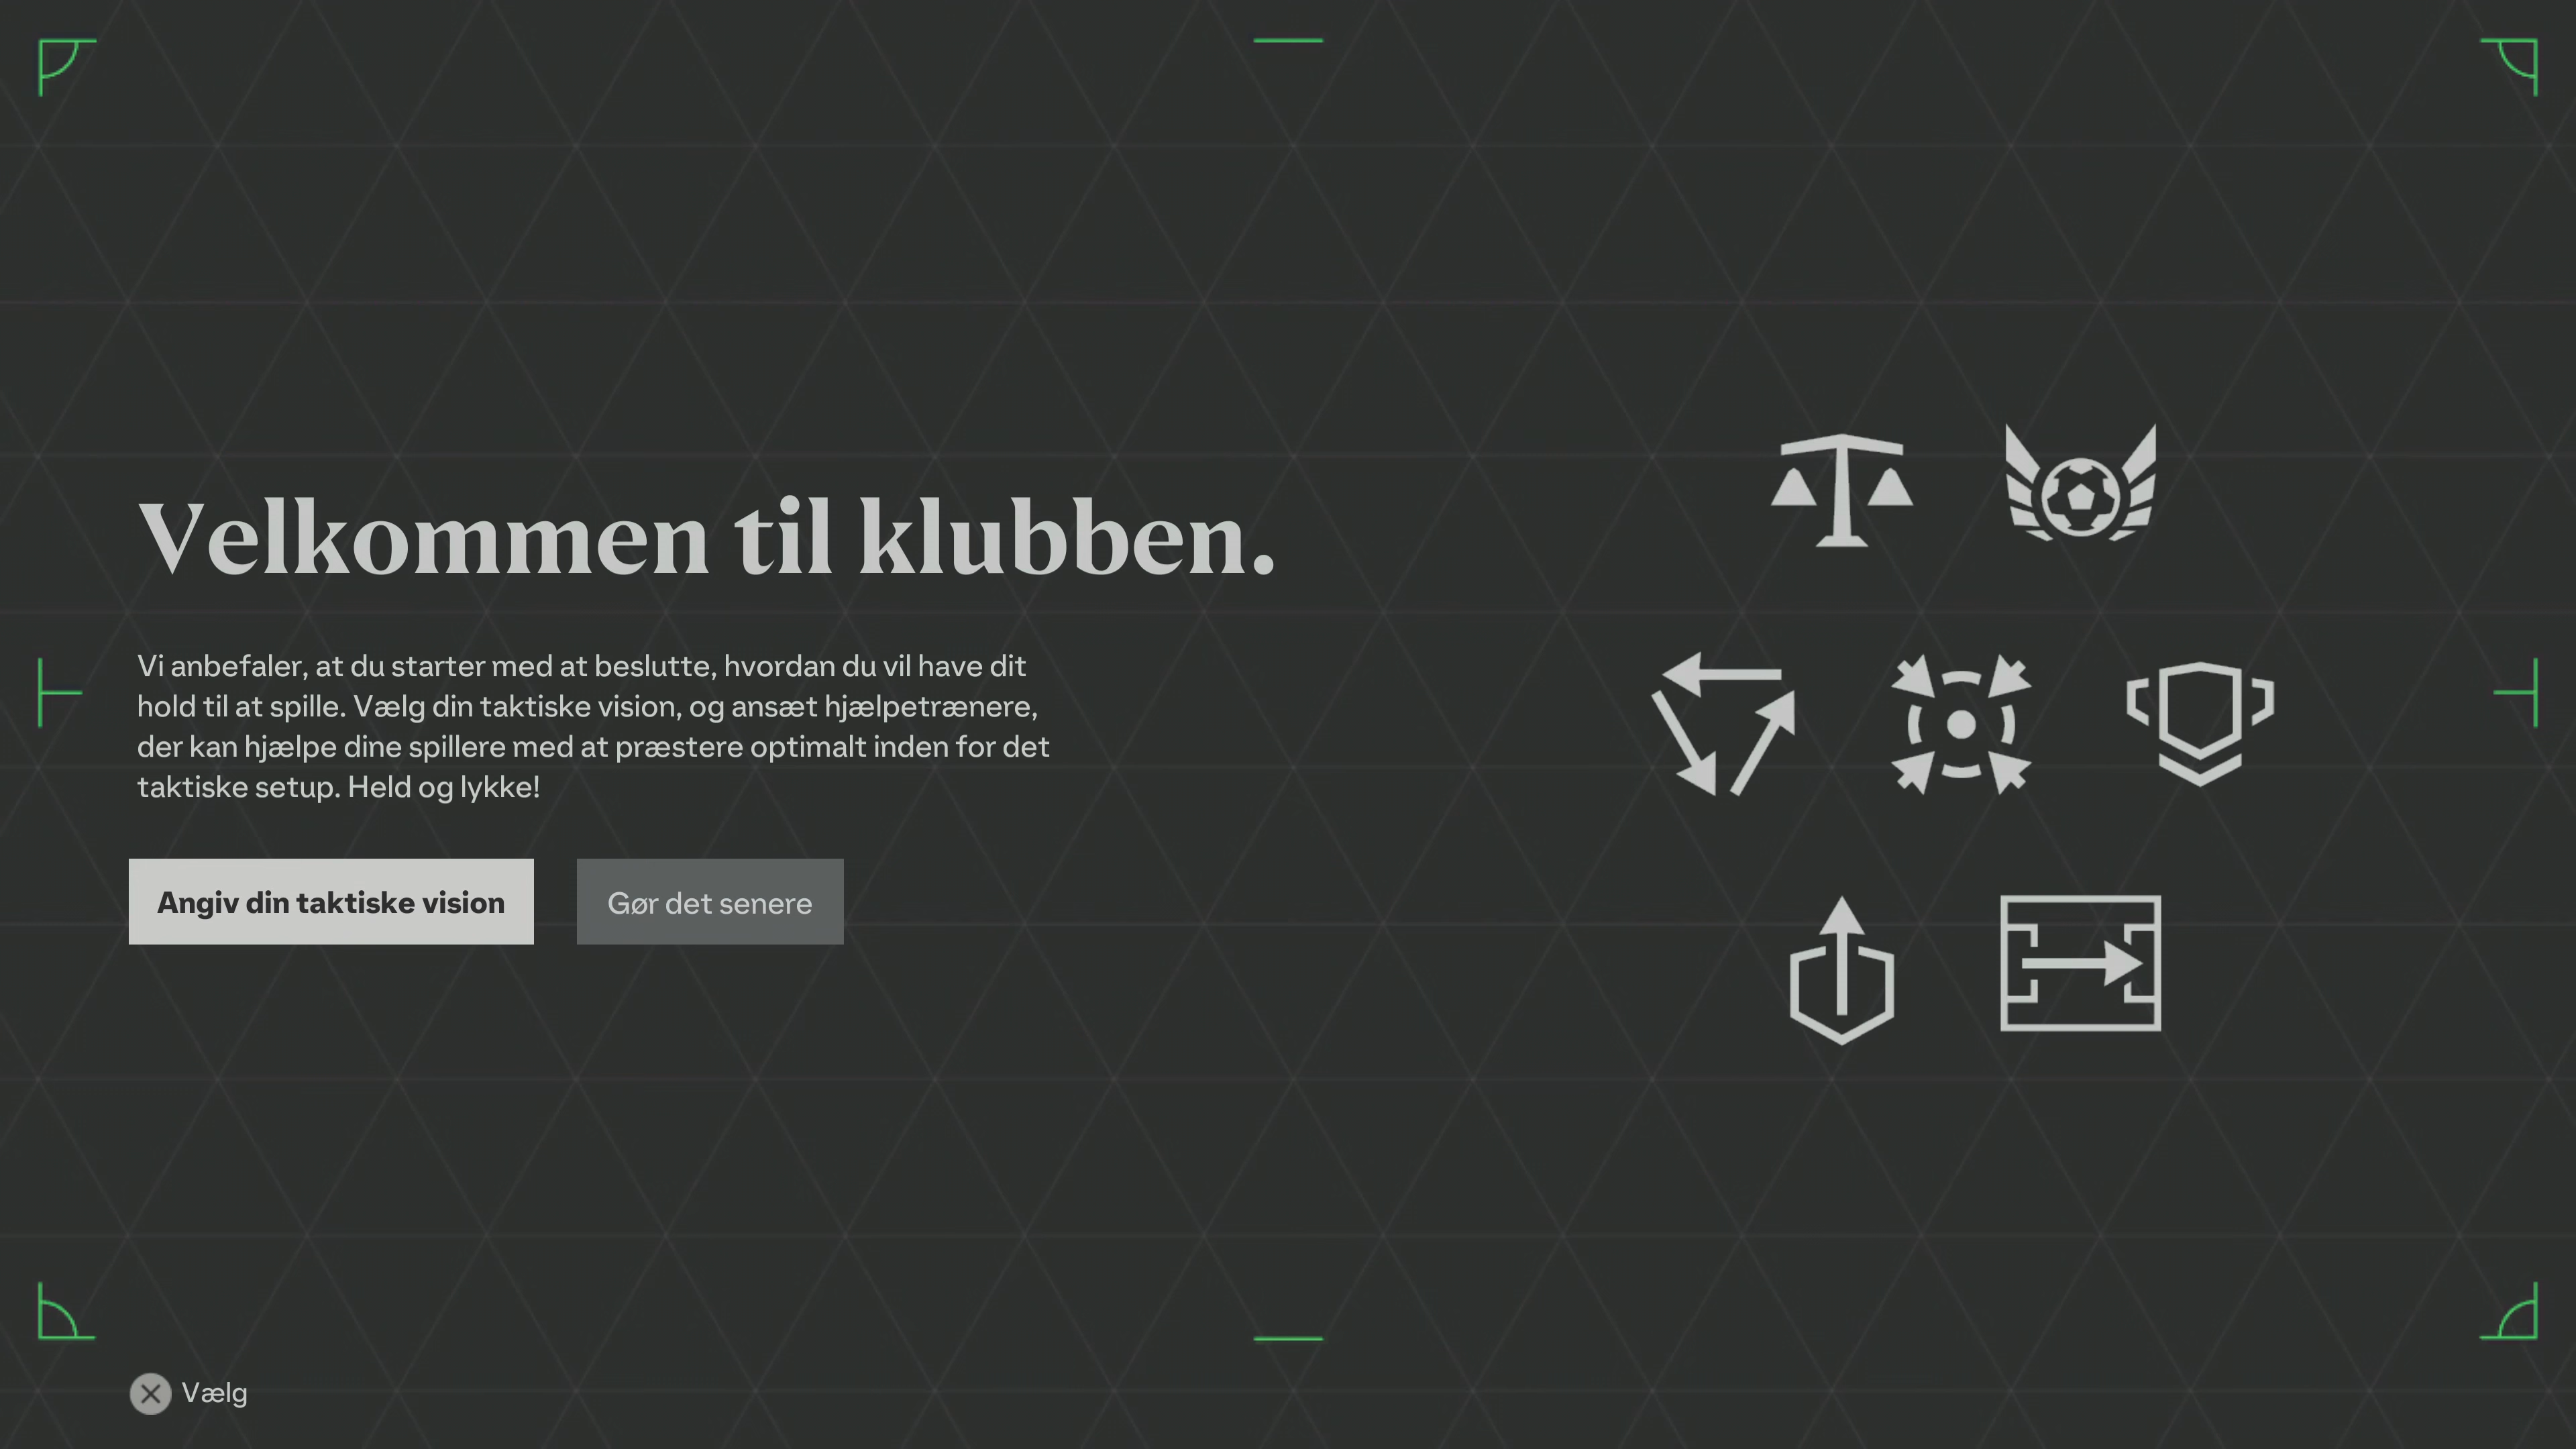 Velkommen til klubben.
Vi anbefaler, at du starter med at beslutte, hvordan du vil have dit
hold til at spille. Vælg din taktiske vision, og ansæt hjælpetrænere,
der kan hjælpe dine spillere med at præstere optimalt inden for det
taktiske setup. Held og lykke!
Angiv din taktiske vision
Gør det senere
Vælg